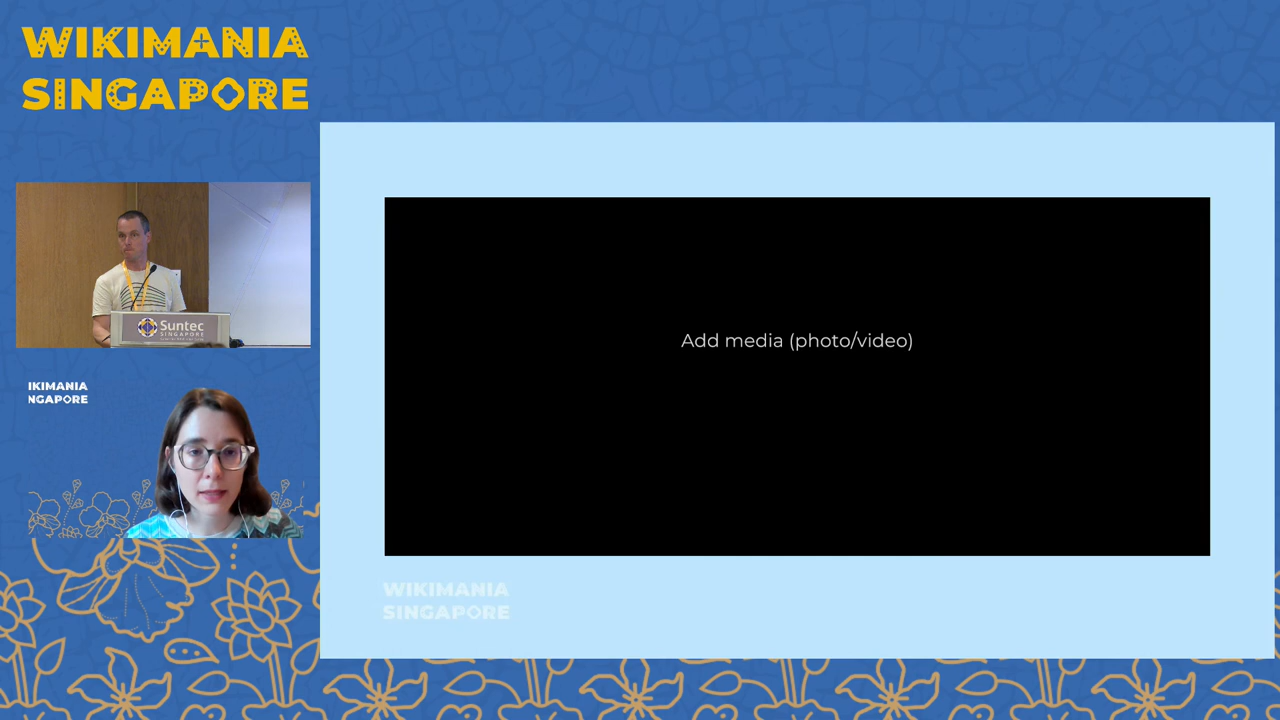 WIKIMANIA
SINGAPORE
Suntec
SINGAPORE
IKIMANIA
NGAPORE
Add media (photo/video)
WIKIMANIA
SINGAPORE